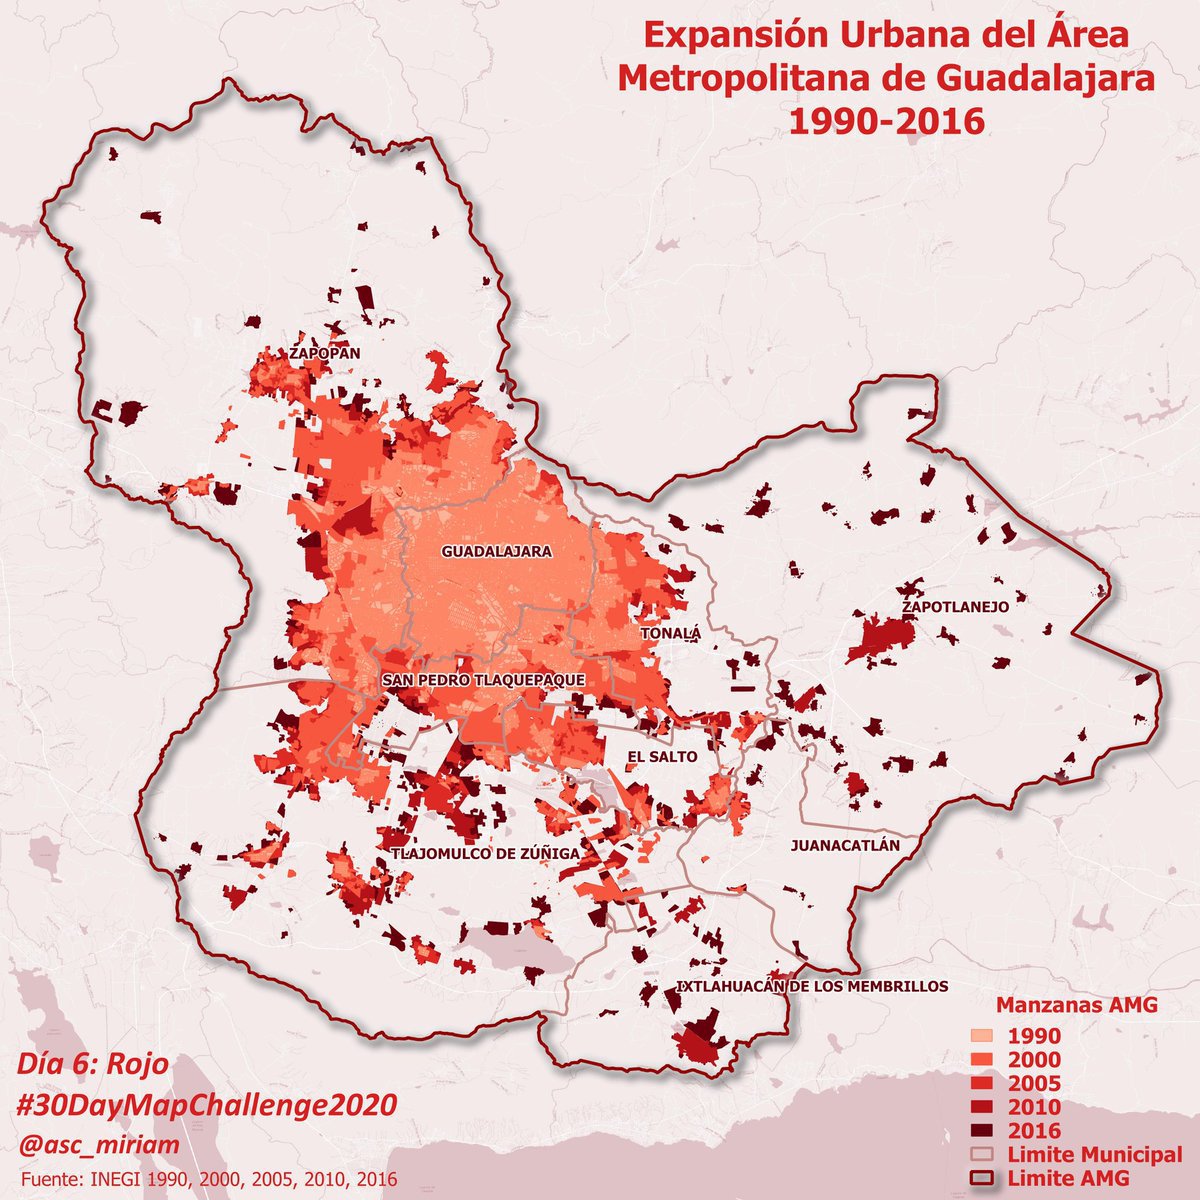 Expansión Urbana del Área
Metropolitana de Guadalajara
1990-2016
ZAPOPAN
GUADALAJARA
ZAPOTLANEJO
TONALÁ
SAN PEDRO TLAQUEPAQUE
EL SALTO
JUANACATLÁN
TLAJOMULCO DE ZÚÑIGA
IXTLAHUACÁN DE LOS MEMBRILLOS
Manzanas AMG
1990
2000
2005
2010
2016
Limite Municipal
Limite AMG
Día 6: Rojo
#30DayMapChallenge2020
@asc_miriam
Fuente: INEGI 1990, 2000, 2005, 2010, 2016